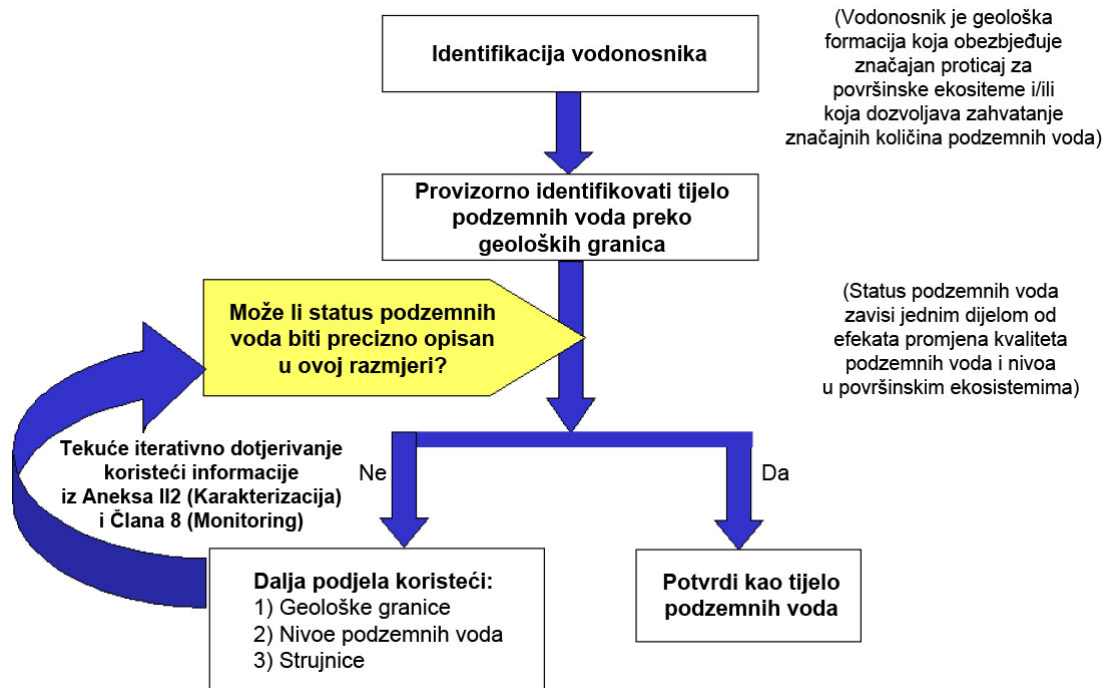 Identifikacija vodonosnika
(Vodonosnik je geološka
formacija koja obezbjeđuje
značajan proticaj za
površinske ekositeme i/ili
koja dozvoljava zahvatanje
značajnih količina podzemnih voda)
Provizorno identifikovati tijelo
podzemnih voda preko
geoloških granica
Može li status podzemnih
voda biti precizno opisan
u ovoj razmjeri?
(Status podzemnih voda
zavisi jednim dijelom od
efekata promjena kvaliteta
podzemnih voda i nivoa
u površinskim ekosistemima)
Tekuće iterativno dotjerivanje
koristeći informacije
iz Aneksa II2 (Karakterizacija)
i Člana 8 (Monitoring)
Ne
Da
Dalja podjela koristeći:
1) Geološke granice
2) Nivoe podzemnih voda
3) Strujnice
Potvrdi kao tijelo
podzemnih voda